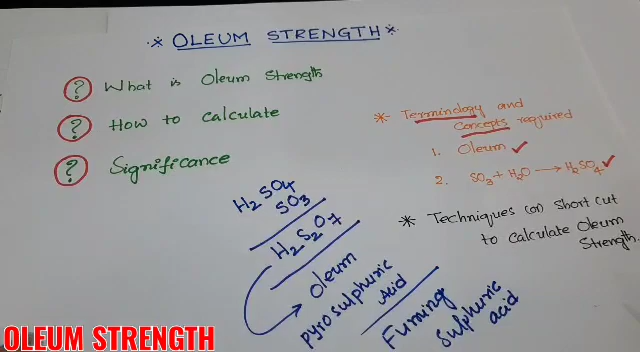 * OLEUM STRENGTH *
? What is Oleum Strength
? How to calculate
? Significance
*- Terminology and
Concepts required
1. Oleum ✓
2. SO3 + H2O → H2SO4 ✓
* Techniques (or) Short cut
to calculate Oleum
Strength.
H2SO4
SO3
H2S2O7
Oleum
Pyrosulphuric
Acid
Fuming
Sulphuric
acid
OLEUM STRENGTH